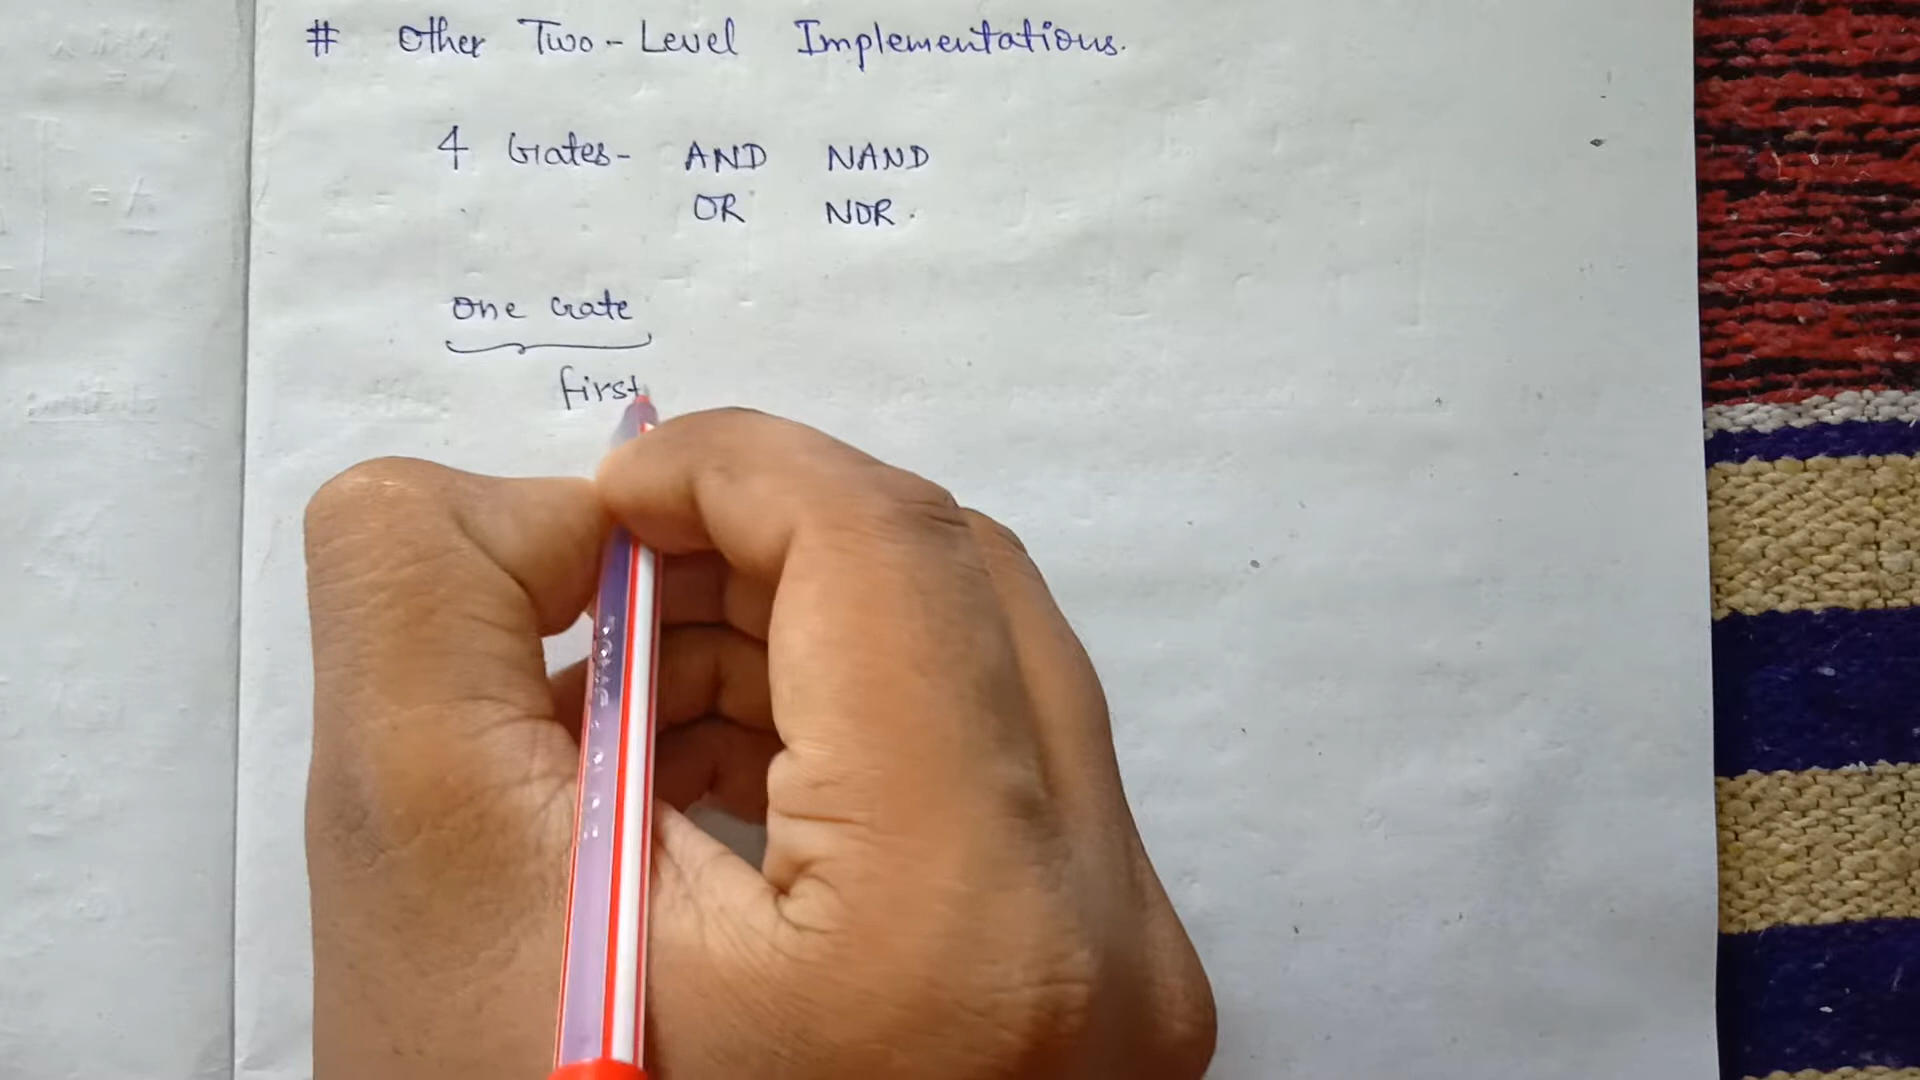 # Other Two-Level Implementations.
4 Gates- AND NAND
OR NOR.
One Gate
first